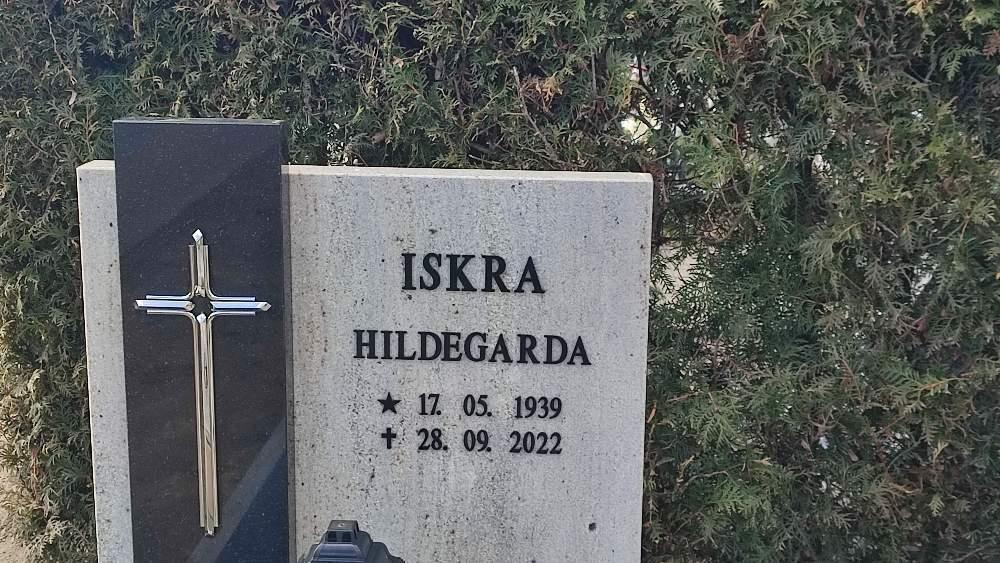 ISKRA
HILDEGARDA
★ 17. 05. 1939
✝ 28. 09. 2022